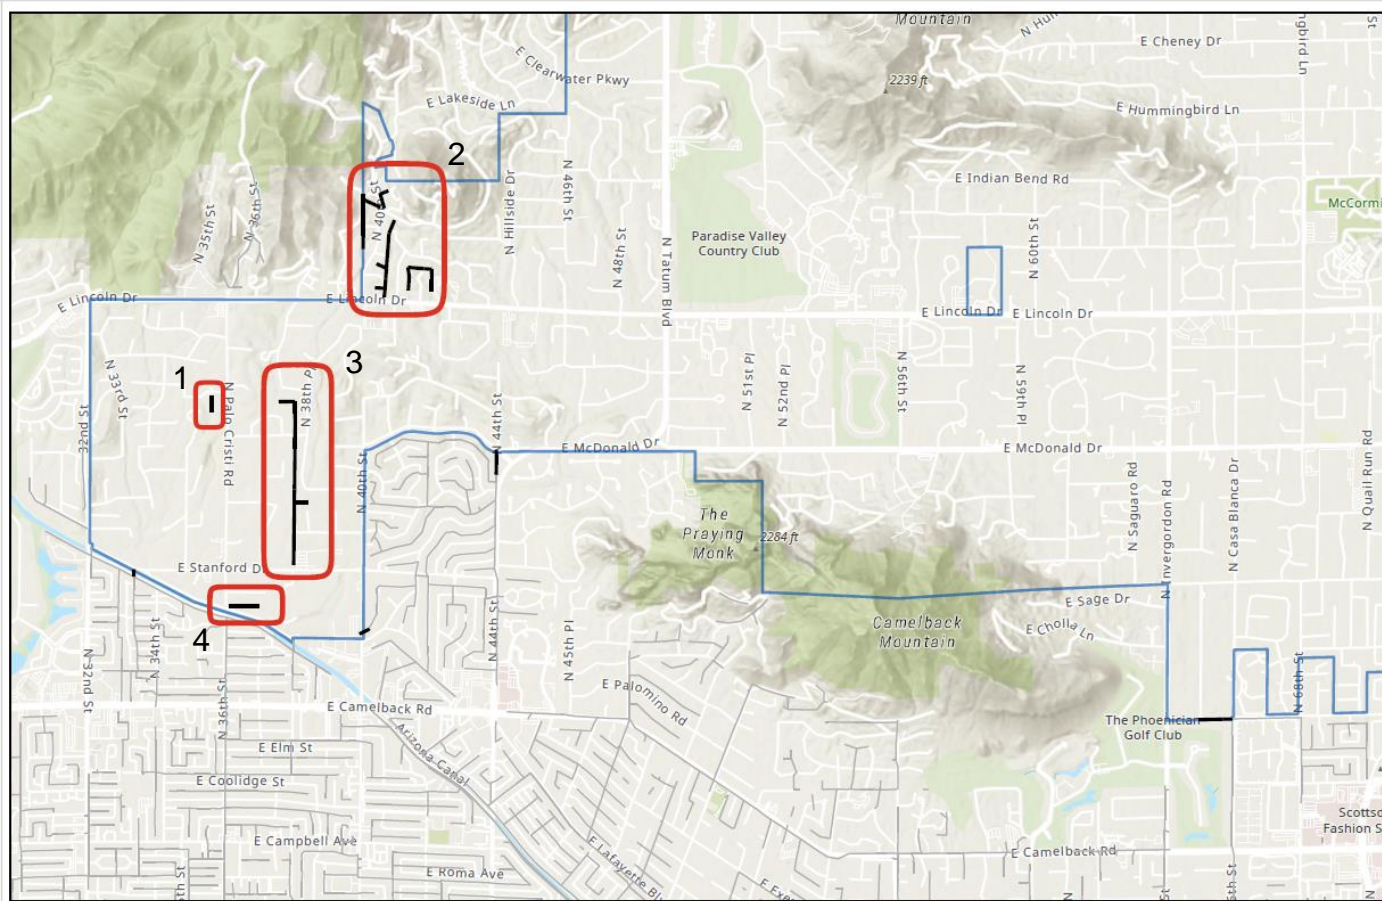 Mountain
E Cheney Dr
E Clearwater Pkwy
2239 ft
E Lakeside Ln
E Hummingbird Ln
2
N 46th St
N Hillside Dr
E Indian Bend Rd
N 35th St
N 36th St
N 40th St
McCormi
N 48th St
Paradise Valley
Country Club
N Tatum Blvd
N 60th St
E Lincoln Dr
E Lincoln Dr
E Lincoln Dr
E Lincoln Dr
1
3
N 33rd St
N Palo Cristi Rd
N 38th Pl
N 51st Pl
N 52nd Pl
N 56th St
N 59th Pl
32nd St
N 44th St
E McDonald Dr
E McDonald Dr
N 40th St
N Saguaro Rd
N Invergordon Rd
N Casa Blanca Dr
N Quail Run Rd
The
Praying
Monk
2284 ft
E Stanford Dr
4
N 34th St
N 32nd St
N 36th St
N 44th St
N 45th Pl
E Sage Dr
E Cholla Ln
Camelback
Mountain
N 68th St
E Palomino Rd
E Camelback Rd
The Phoenician
Golf Club
Arizona Canal
E Elm St
E Coolidge St
E Campbell Ave
E Roma Ave
E Lafayette Bl
E Camelback Rd
Scottsd
Fashion S